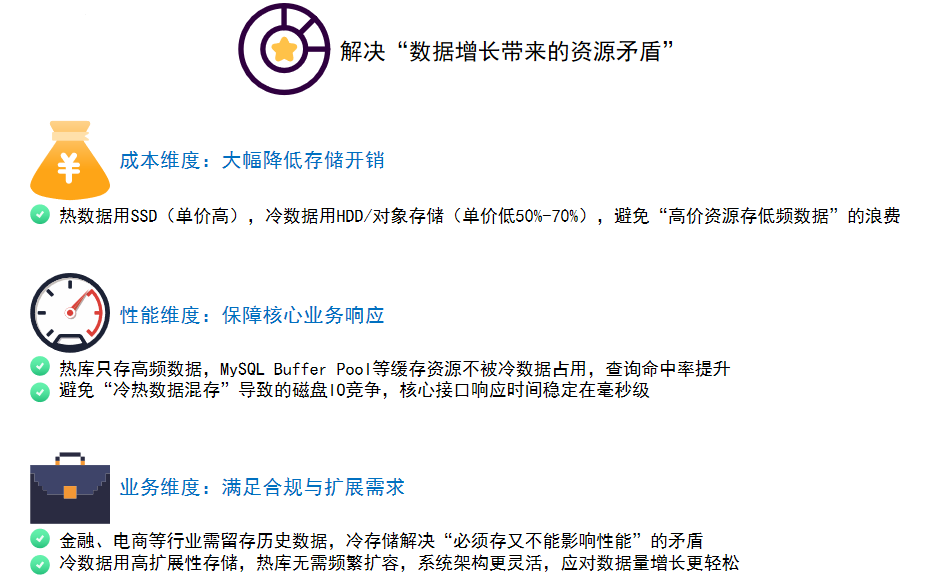 解决“数据增长带来的资源矛盾”
¥
成本维度：大幅降低存储开销
热数据用SSD（单价高），冷数据用HDD/对象存储（单价低50%-70%），避免“高价资源存低频数据”的浪费
性能维度：保障核心业务响应
热库只存高频数据，MySQL Buffer Pool等缓存资源不被冷数据占用，查询命中率提升
避免“冷热数据混存”导致的磁盘IO竞争，核心接口响应时间稳定在毫秒级
业务维度：满足合规与扩展需求
金融、电商等行业需留存历史数据，冷存储解决“必须存又不能影响性能”的矛盾
冷数据用高扩展性存储，热库无需频繁扩容，系统架构更灵活，应对数据量增长更轻松